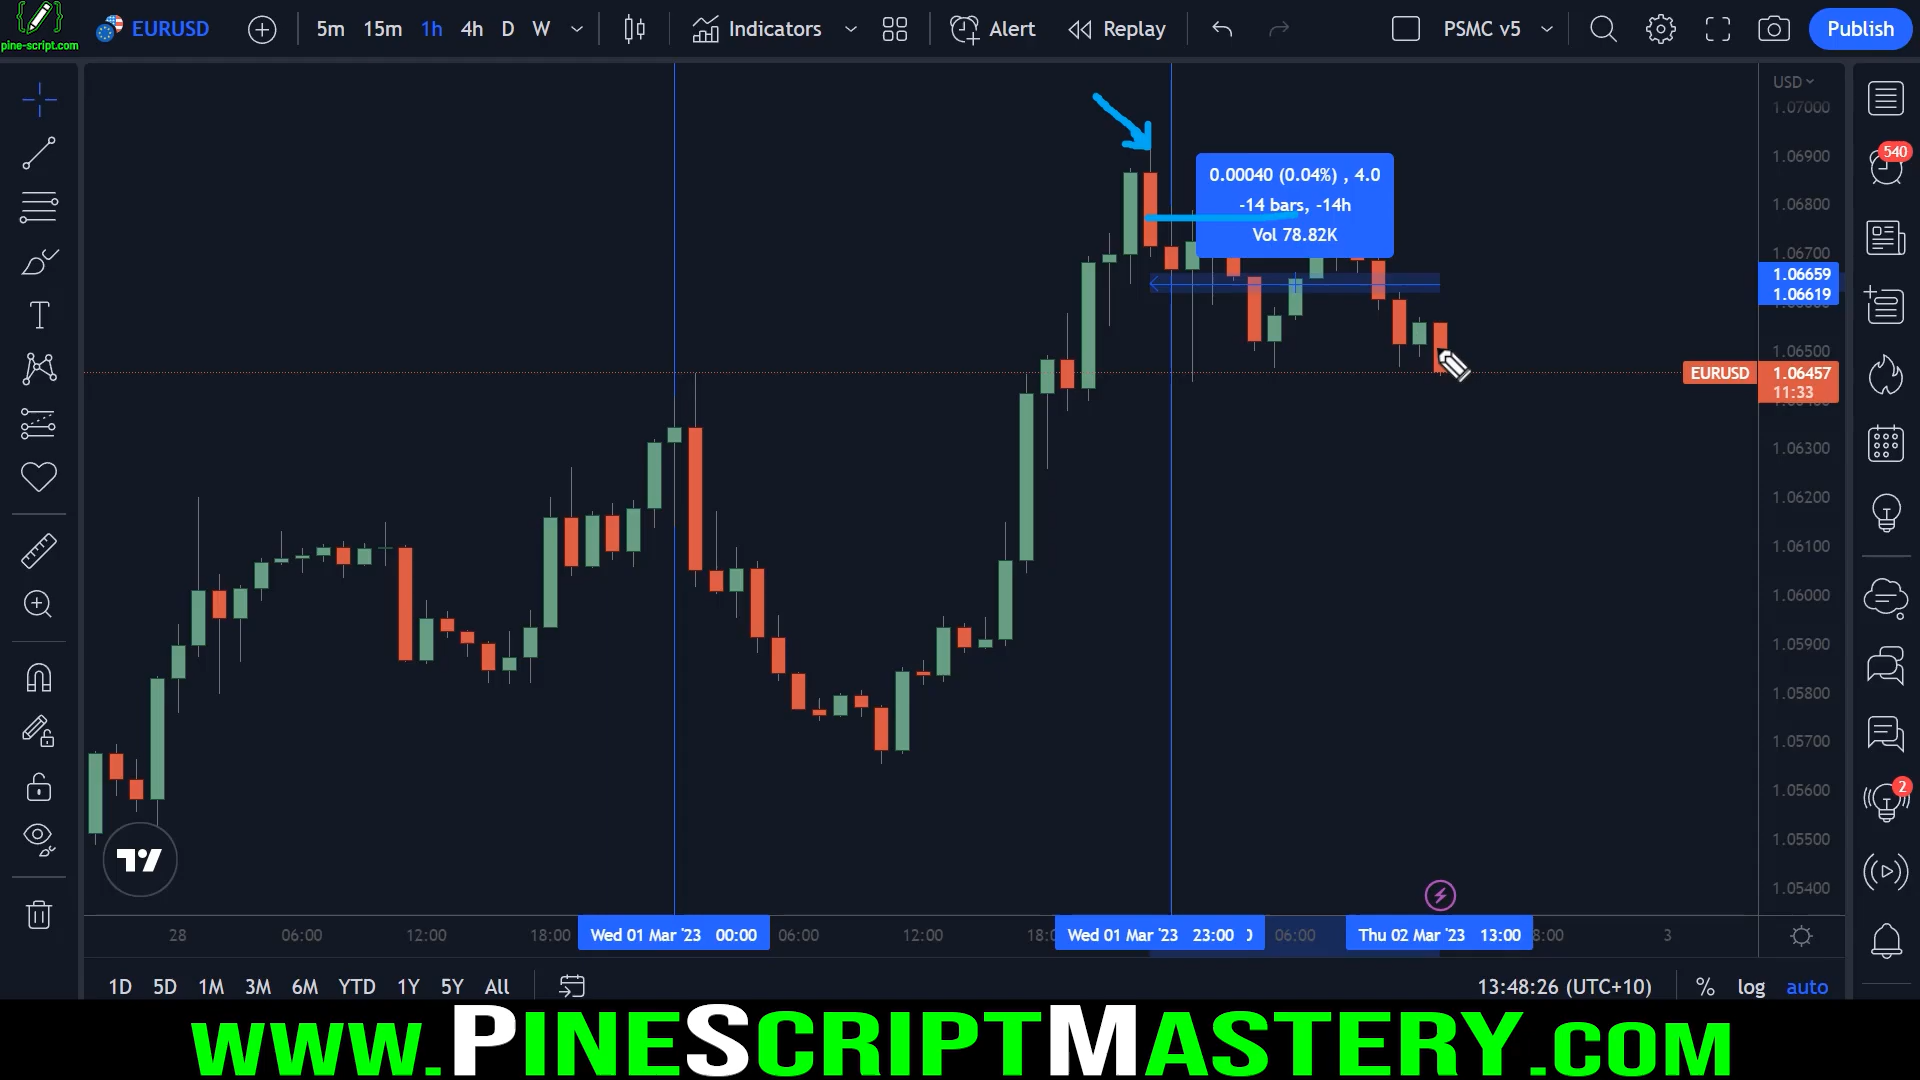 pine-script.com
EURUSD 5m 15m 1h 4h D W Indicators Alert Replay PSMC v5 Publish
USD
1.07000
1.06900
1.06800
1.06700
1.06659
1.06619
1.06500
EURUSD 1.06457
11:33
1.06300
1.06200
1.06100
1.06000
1.05900
1.05800
1.05700
1.05600
1.05500
1.05400
540
2
0.00040 (0.04%) , 4.0
-14 bars, -14h
Vol 78.82K
28 06:00 12:00 18:00 Wed 01 Mar '23 00:00 06:00 12:00 Wed 01 Mar '23 23:00 06:00 Thu 02 Mar '23 13:00 3
1D 5D 1M 3M 6M YTD 1Y 5Y All 13:48:26 (UTC+10) % log auto
www.PineScriptMastery.com